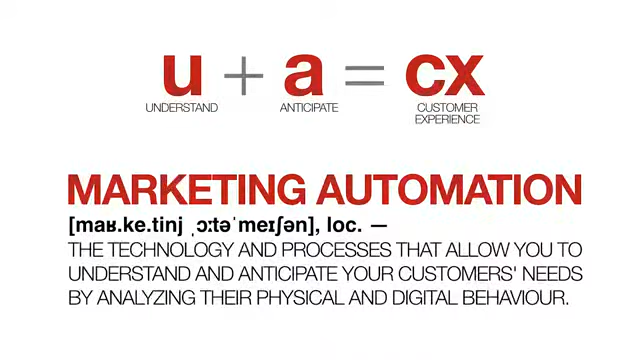 u + a = cx
UNDERSTAND ANTICIPATE CUSTOMER
EXPERIENCE
MARKETING AUTOMATION
[maʁ.ke.tinj ˌɔːtəˈmeɪʃən], loc. —
THE TECHNOLOGY AND PROCESSES THAT ALLOW YOU TO
UNDERSTAND AND ANTICIPATE YOUR CUSTOMERS' NEEDS
BY ANALYZING THEIR PHYSICAL AND DIGITAL BEHAVIOUR.